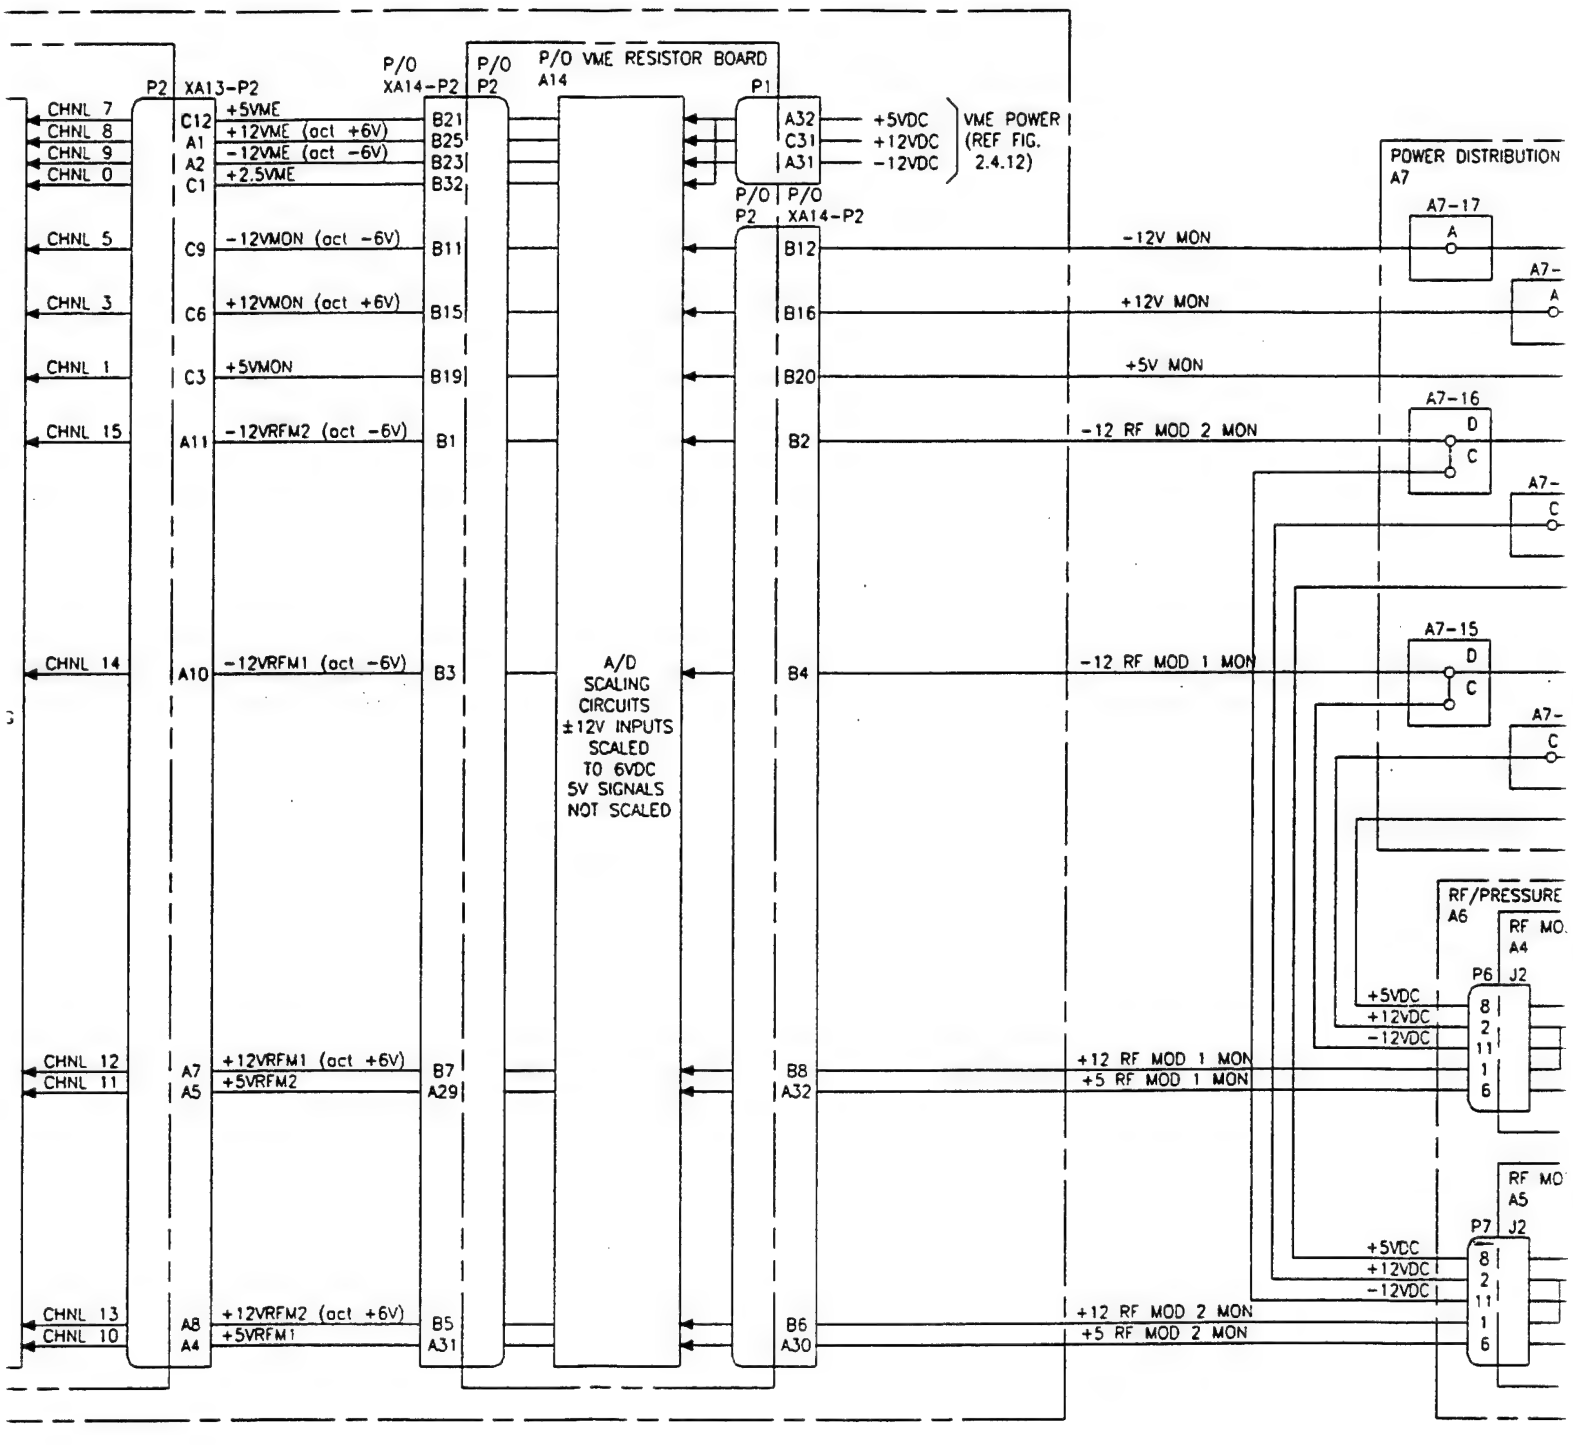 P/O
XA14-P2
P/O
P2
P/O VME RESISTOR BOARD
A14
P2
XA13-P2
P1
CHNL 7
C12
+5VME
B21
A32
+5VDC
CHNL 8
A1
+12VME (act +6V)
B25
C31
+12VDC
CHNL 9
A2
-12VME (act -6V)
B23
A31
-12VDC
CHNL 0
C1
+2.5VME
B32
VME POWER
(REF FIG.
2.4.12)
P/O
P2
P/O
XA14-P2
POWER DISTRIBUTION
A7
A7-17
A
CHNL 5
C9
-12VMON (act -6V)
B11
B12
-12V MON
A7-
A
CHNL 3
C6
+12VMON (act +6V)
B15
B16
+12V MON
CHNL 1
C3
+5VMON
B19
B20
+5V MON
A7-16
D
C
CHNL 15
A11
-12VRFM2 (act -6V)
B1
B2
-12 RF MOD 2 MON
A7-
C
A7-15
D
C
CHNL 14
A10
-12VRFM1 (act -6V)
B3
B4
-12 RF MOD 1 MON
A7-
C
A/D
SCALING
CIRCUITS
±12V INPUTS
SCALED
TO 6VDC
5V SIGNALS
NOT SCALED
RF/PRESSURE
A6
RF MO
A4
P6
J2
+5VDC
8
+12VDC
2
-12VDC
11
CHNL 12
A7
+12VRFM1 (act +6V)
B7
B8
+12 RF MOD 1 MON
1
CHNL 11
A5
+5VRFM2
A29
A32
+5 RF MOD 1 MON
6
RF MO
A5
P7
J2
+5VDC
8
+12VDC
2
-12VDC
11
CHNL 13
A8
+12VRFM2 (act +6V)
B5
B6
+12 RF MOD 2 MON
1
CHNL 10
A4
+5VRFM1
A31
A30
+5 RF MOD 2 MON
6